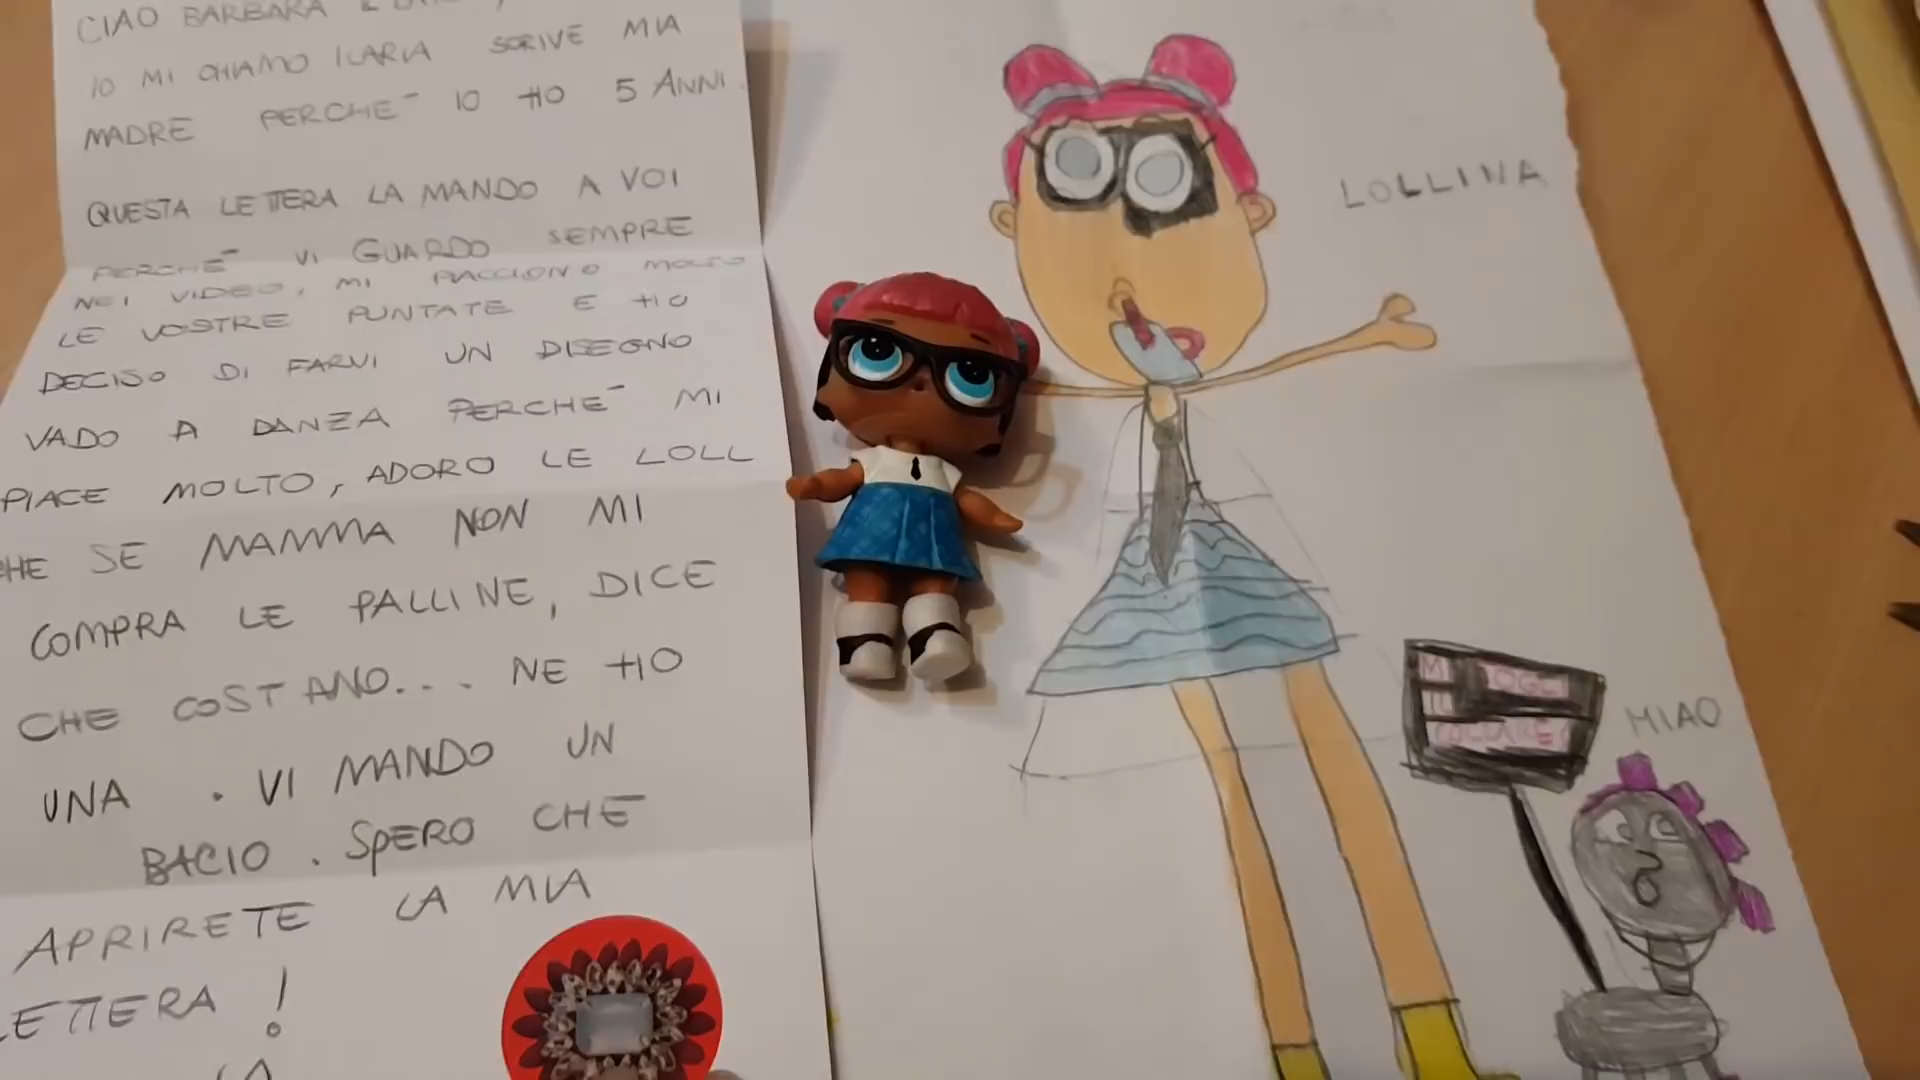 CIAO BARBARA E
IO MI CHIAMO ILARIA SCRIVE MIA
MADRE PERCHE' IO HO 5 ANNI.
QUESTA LETTERA LA MANDO A VOI
PERCHE' VI GUARDO SEMPRE
NEI VIDEO, MI PIACCIONO MOLTO
LE VOSTRE PUNTATE E HO
DECISO DI FARVI UN DISEGNO
VADO A DANZA PERCHE' MI
PIACE MOLTO, ADORO LE LOLL
HE SE MAMMA NON MI
COMPRA LE PALLINE, DICE
CHE COSTANO... NE HO
UNA . VI MANDO UN
BACIO . SPERO CHE
APRIRETE LA MIA
LETTERA !
LOLLINA
MIAO
COLLARE